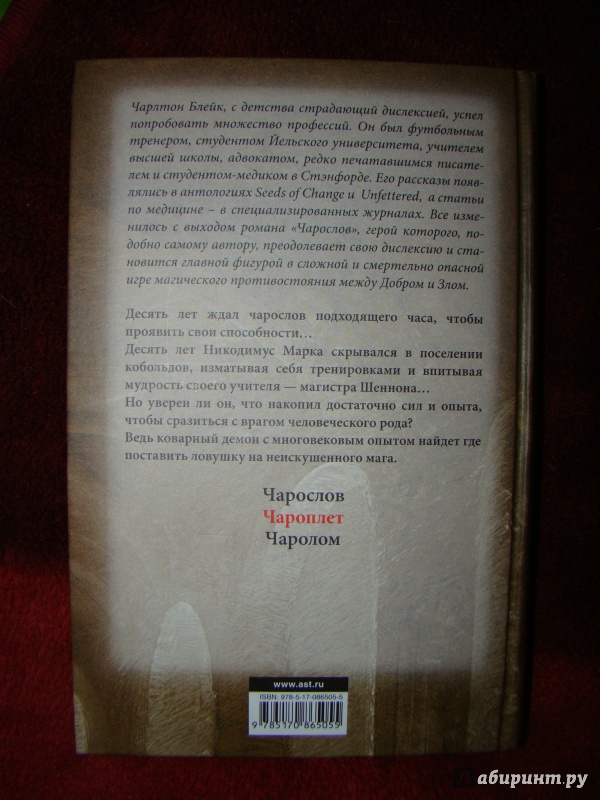 Чарлтон Блейк, с детства страдающий дислексией, успел
попробовать множество профессий. Он был футбольным
тренером, студентом Йельского университета, учителем
высшей школы, адвокатом, редко печатавшимся писате-
лем и студентом-медиком в Стэнфорде. Его рассказы появ-
лялись в антологиях Seeds of Change и Unfettered, а статьи
по медицине – в специализированных журналах. Все изме-
нилось с выходом романа «Чарослов», герой которого, по-
добно самому автору, преодолевает свою дислексию и ста-
новится главной фигурой в сложной и смертельно опасной
игре магического противостояния между Добром и Злом.
Десять лет ждал чарослов подходящего часа, чтобы
проявить свои способности…
Десять лет Никодимус Марка скрывался в поселении
кобольдов, изматывая себя тренировками и впитывая
мудрость своего учителя — магистра Шеннона…
Но уверен ли он, что накопил достаточно сил и опыта,
чтобы сразиться с врагом человеческого рода?
Ведь коварный демон с многовековым опытом найдет где
поставить ловушку на неискушенного мага.
Чарослов
Чароплет
Чаролом
www.ast.ru
ISBN: 978-5-17-086505-5
9 785170 865055
лабиринт.ру